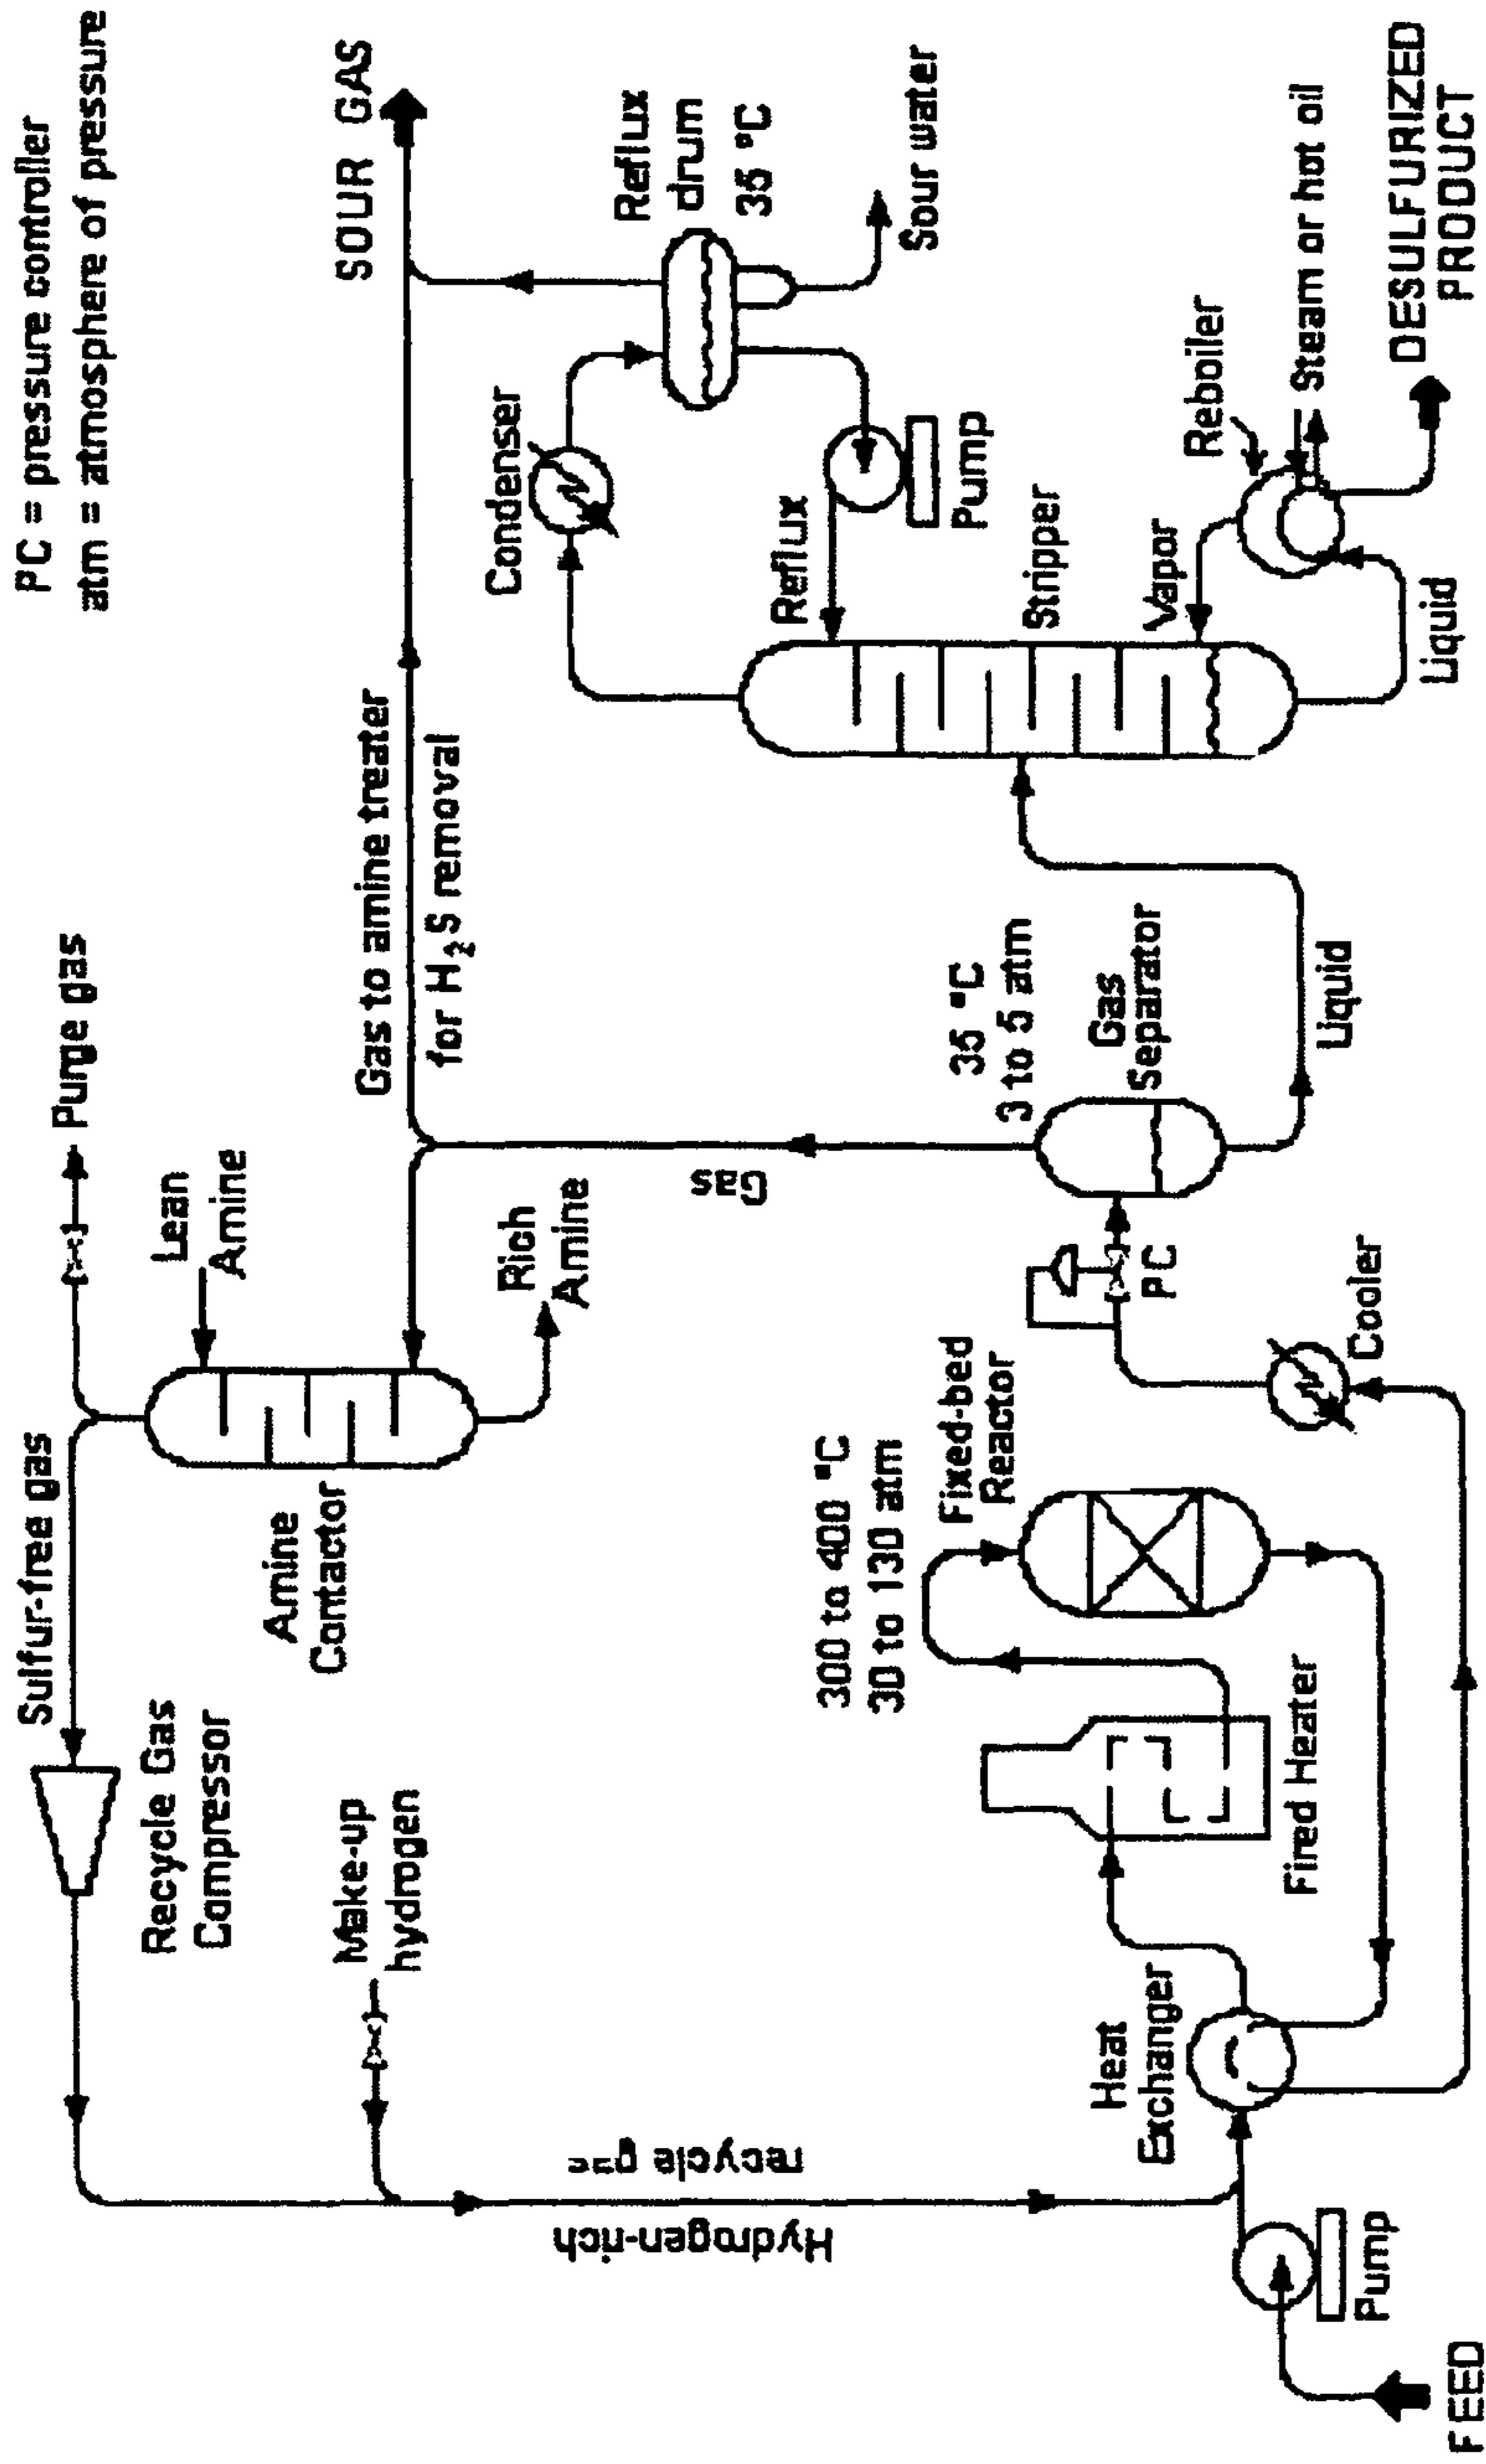 PC = pressure controller
atm = atmosphere of pressure
Purge gas
Sulfur-free gas
Lean
Amine
Amine
Contactor
Rich
Amine
Recycle Gas
Compressor
Make-up
hydrogen
Hydrogen-rich
recycle gas
Gas to amine treater
for H₂S removal
SOUR GAS
Gas
Condenser
Reflux
drum
35 °C
Sour water
Reflux
Pump
Stripper
Vapor
Reboiler
Steam or hot oil
Liquid
DESULFURIZED
PRODUCT
35 °C
3 to 5 atm
Gas
Separator
Liquid
PC
Cooler
300 to 400 °C
30 to 130 atm
Fixed-bed
Reactor
Fired Heater
Heat
Exchanger
Pump
FEED